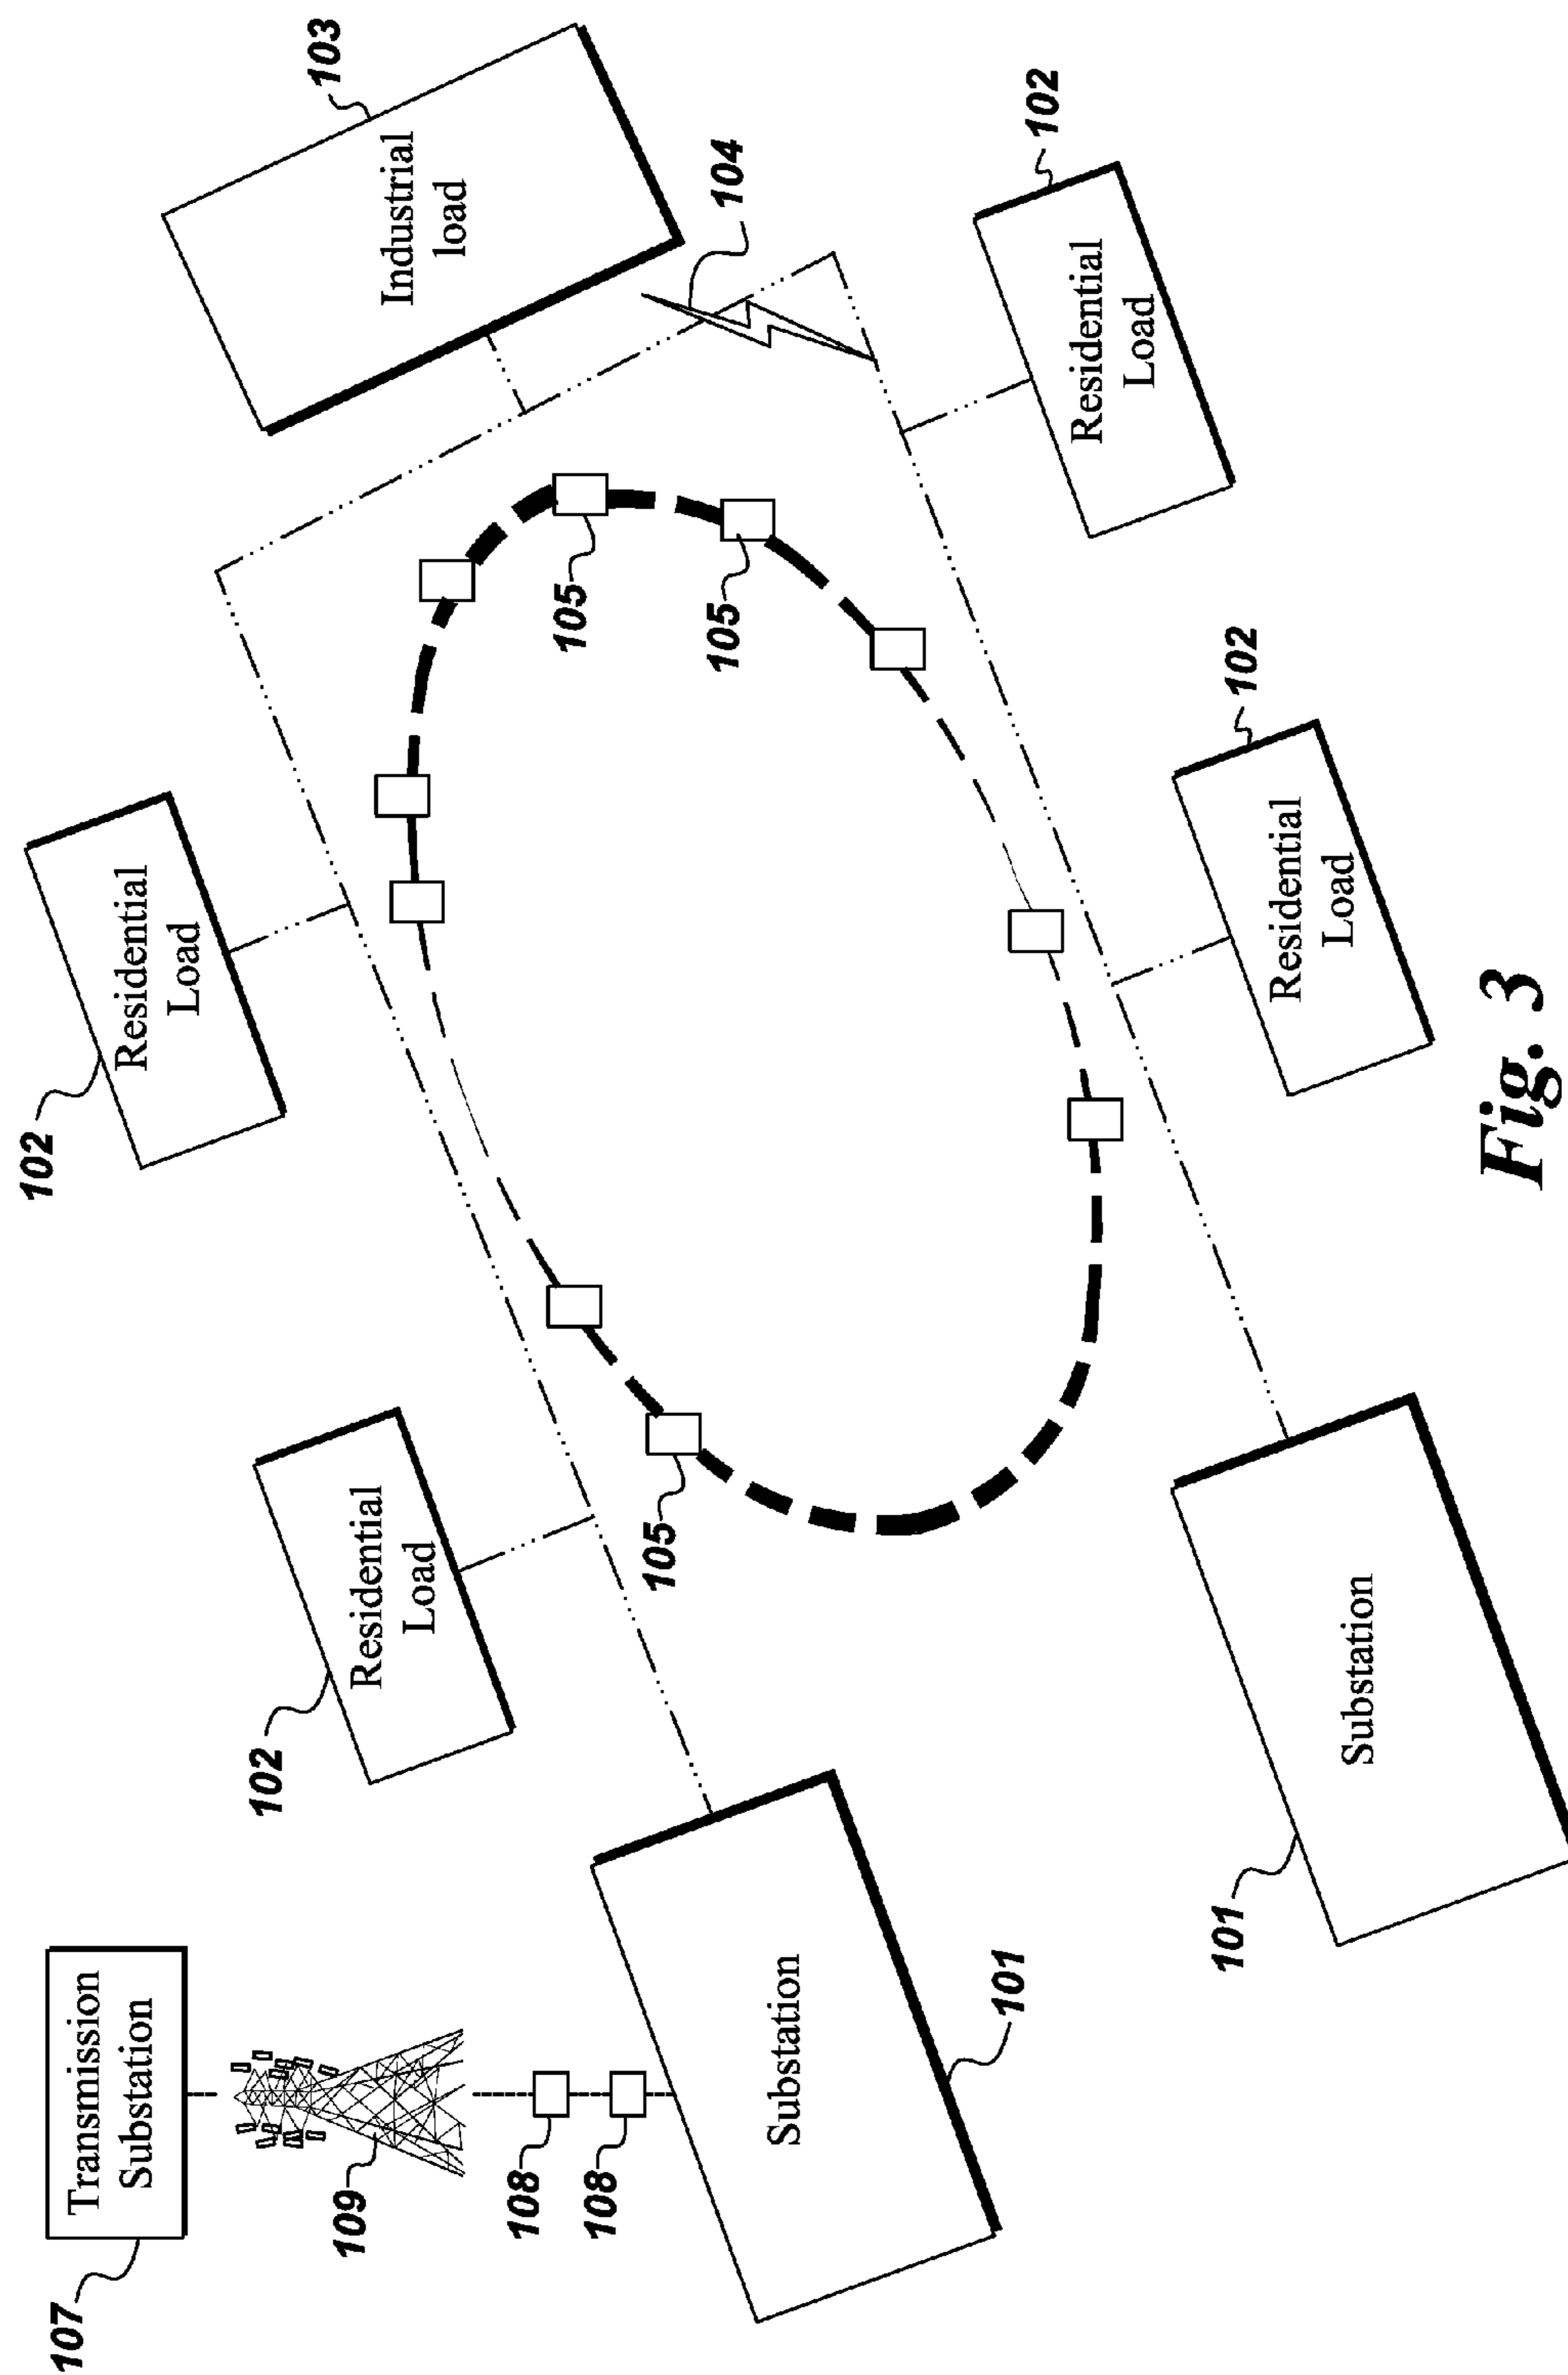 107
Transmission
Substation
109
108
108
Substation
101
102
Residential
Load
102
Residential
Load
103
Industrial
load
104
105
105
105
102
Residential
Load
102
Residential
Load
101
Substation
Fig. 3